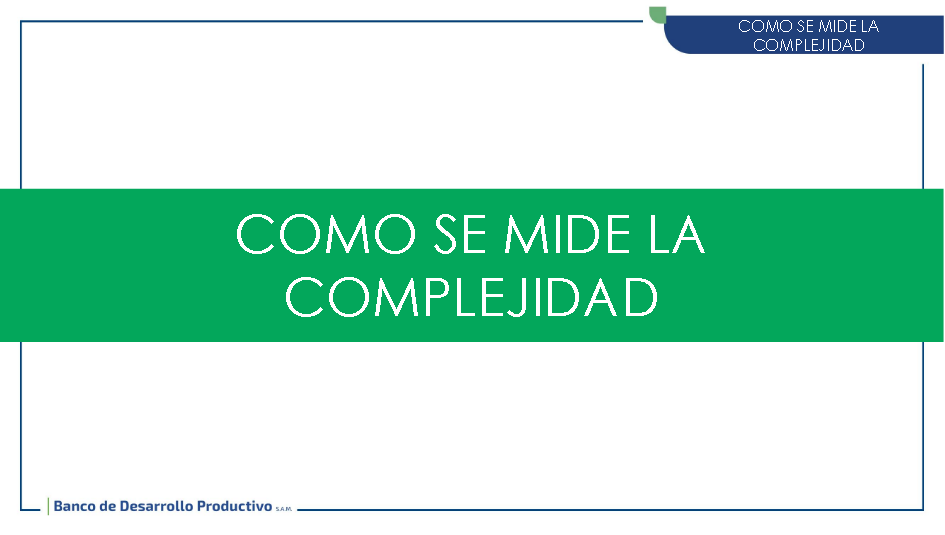 COMO SE MIDE LA
COMPLEJIDAD
COMO SE MIDE LA
COMPLEJIDAD
Banco de Desarrollo Productivo S.A.M.